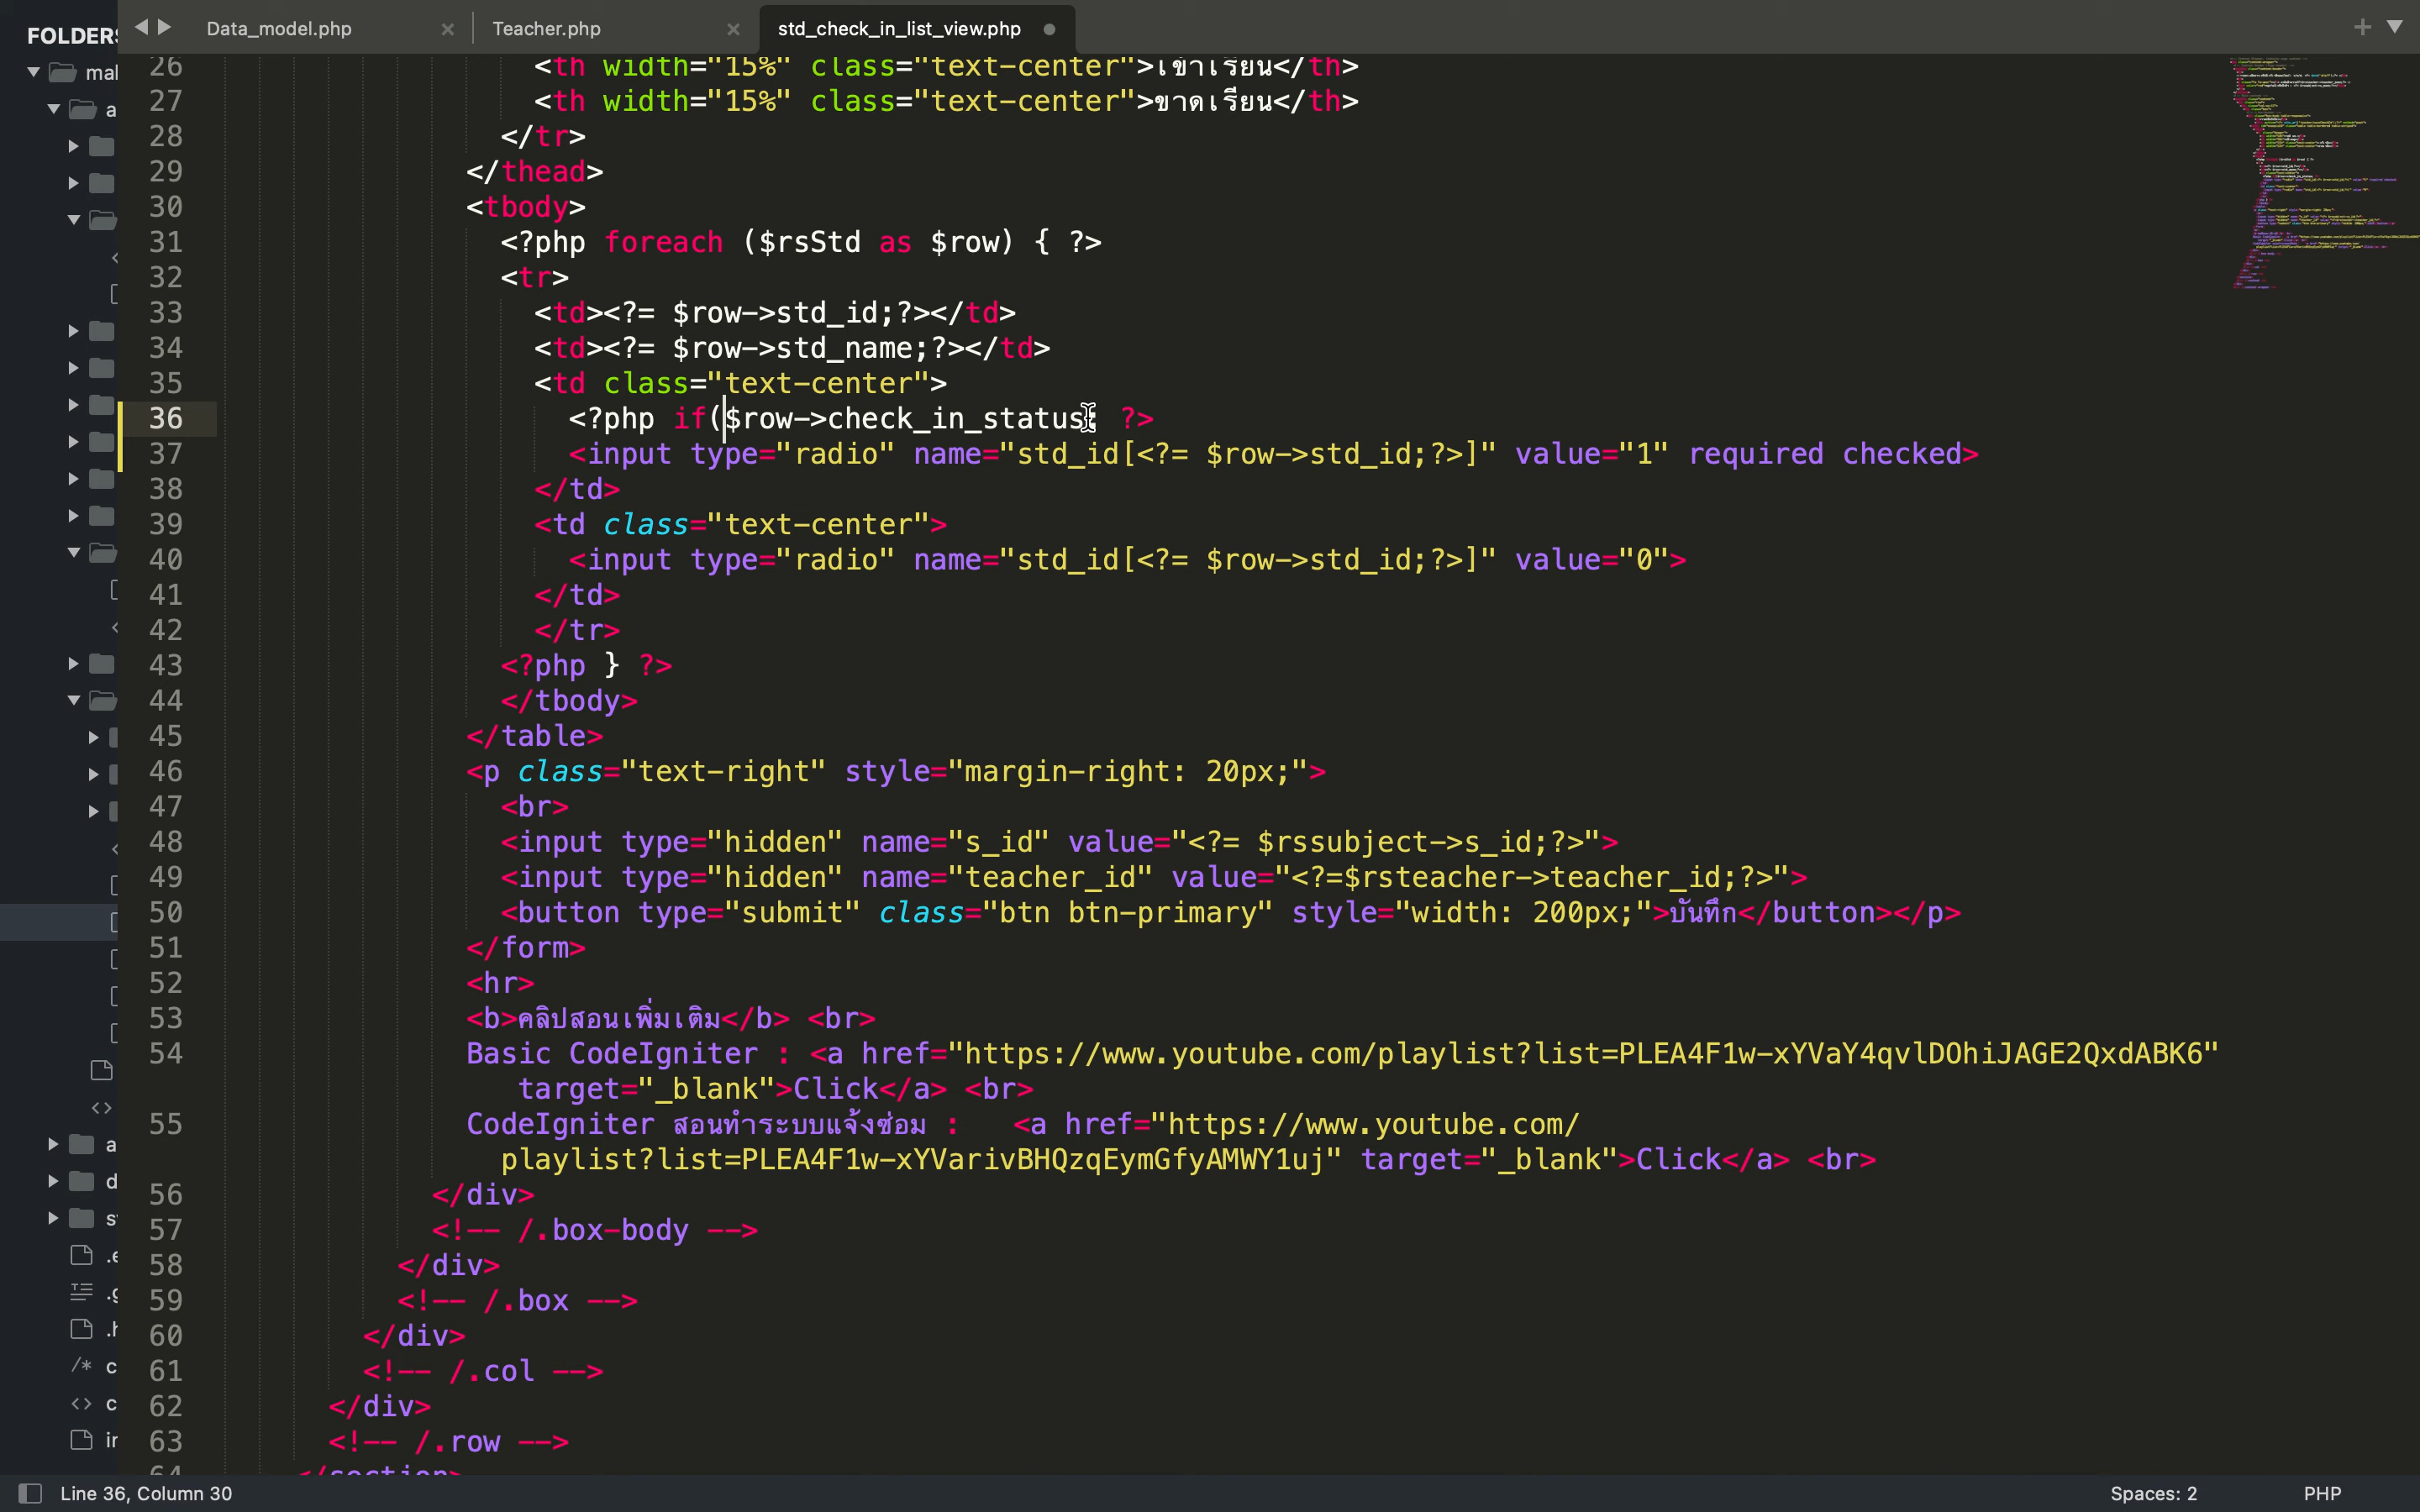 FOLDERS
Data_model.php
Teacher.php
std_check_in_list_view.php
mal
a
26 <th width="15%" class="text-center">เข้าเรียน</th>
27 <th width="15%" class="text-center">ขาดเรียน</th>
28 </tr>
29 </thead>
30 <tbody>
31 <?php foreach ($rsStd as $row) { ?>
32 <tr>
33 <td><?= $row->std_id;?></td>
34 <td><?= $row->std_name;?></td>
35 <td class="text-center">
36 <?php if($row->check_in_status; ?>
37 <input type="radio" name="std_id[<?= $row->std_id;?>]" value="1" required checked>
38 </td>
39 <td class="text-center">
40 <input type="radio" name="std_id[<?= $row->std_id;?>]" value="0">
41 </td>
42 </tr>
43 <?php } ?>
44 </tbody>
45 </table>
46 <p class="text-right" style="margin-right: 20px;">
47 <br>
48 <input type="hidden" name="s_id" value="<?= $rssubject->s_id;?>">
49 <input type="hidden" name="teacher_id" value="<?=$rsteacher->teacher_id;?>">
50 <button type="submit" class="btn btn-primary" style="width: 200px;">บันทึก</button></p>
51 </form>
52 <hr>
53 <b>คลิปสอนเพิ่มเติม</b> <br>
54 Basic CodeIgniter : <a href="https://www.youtube.com/playlist?list=PLEA4F1w-xYVaY4qvlDOhiJAGE2QxdABK6"
target="_blank">Click</a> <br>
55 CodeIgniter สอนทำระบบแจ้งซ่อม : <a href="https://www.youtube.com/
playlist?list=PLEA4F1w-xYVarivBHQzqEymGfyAMWY1uj" target="_blank">Click</a> <br>
56 </div>
57 <!-- /.box-body -->
58 </div>
59 <!-- /.box -->
60 </div>
61 <!-- /.col -->
62 </div>
63 <!-- /.row -->
64 </section>
Line 36, Column 30
Spaces: 2
PHP